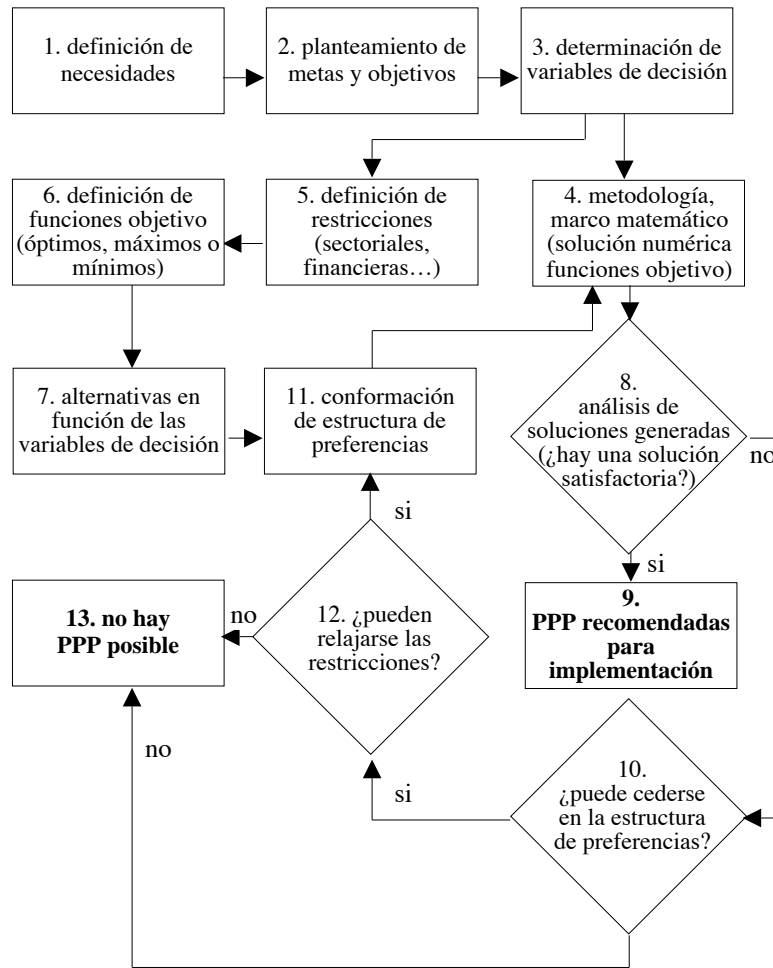 1. definición de
necesidades
2. planteamiento de
metas y objetivos
3. determinación de
variables de decisión
6. definición de
funciones objetivo
(óptimos, máximos o
mínimos)
5. definición de
restricciones
(sectoriales,
financieras…)
4. metodología,
marco matemático
(solución numérica
funciones objetivo)
7. alternativas en
función de las
variables de decisión
11. conformación
de estructura de
preferencias
8.
análisis de
soluciones generadas
(¿hay una solución
satisfactoria?)
no
si
si
13. no hay
PPP posible
no
12. ¿pueden
relajarse las
restricciones?
9.
PPP recomendadas
para
implementación
no
si
10.
¿puede cederse
en la estructura
de preferencias?